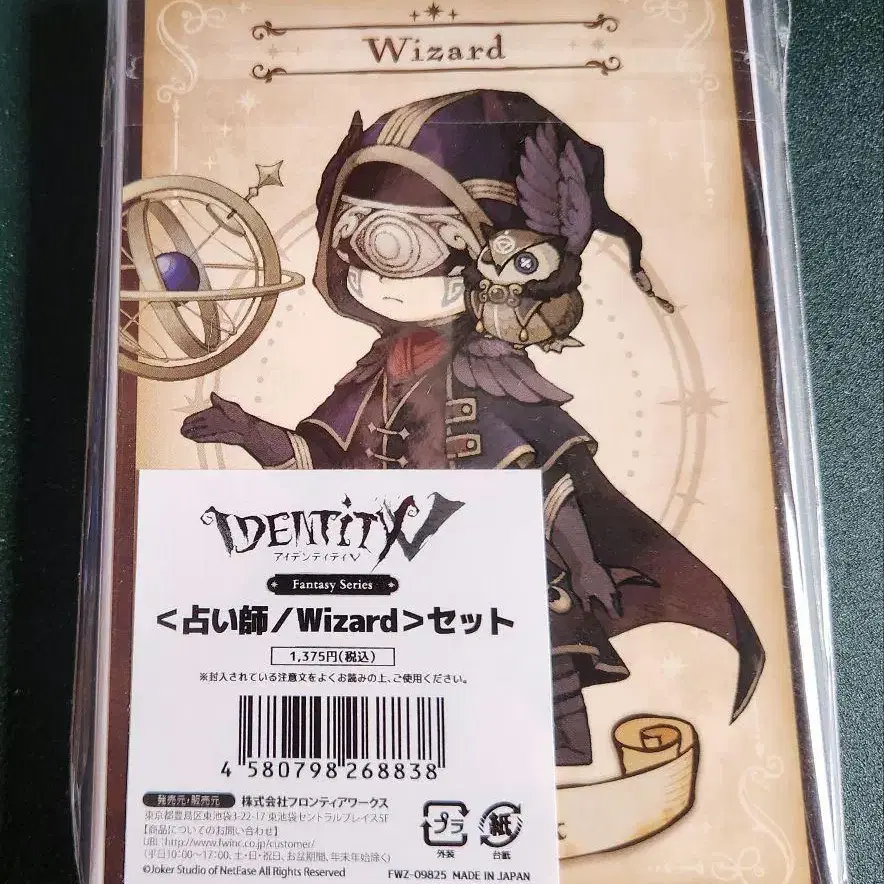 Wizard
IDENTITY V
アイデンティティV
Fantasy Series
<占い師/Wizard>セット
1,375円(税込)
※封入されている注意文をよくお読みの上、ご使用ください。
4 580798 268838
発売元・販売元 株式会社フロンティアワークス
東京都豊島区東池袋3-22-17 東池袋セントラルプレイス5F
【商品についてのお問い合わせ】
URL:http://www.fwinc.co.jp/customer/
(平日10:00〜17:00、土・日・祝日、お盆期間、年末年始除く)
プラ 紙
外装 台紙
©Joker Studio of NetEase All Rights Reserved
FWZ-09825 MADE IN JAPAN